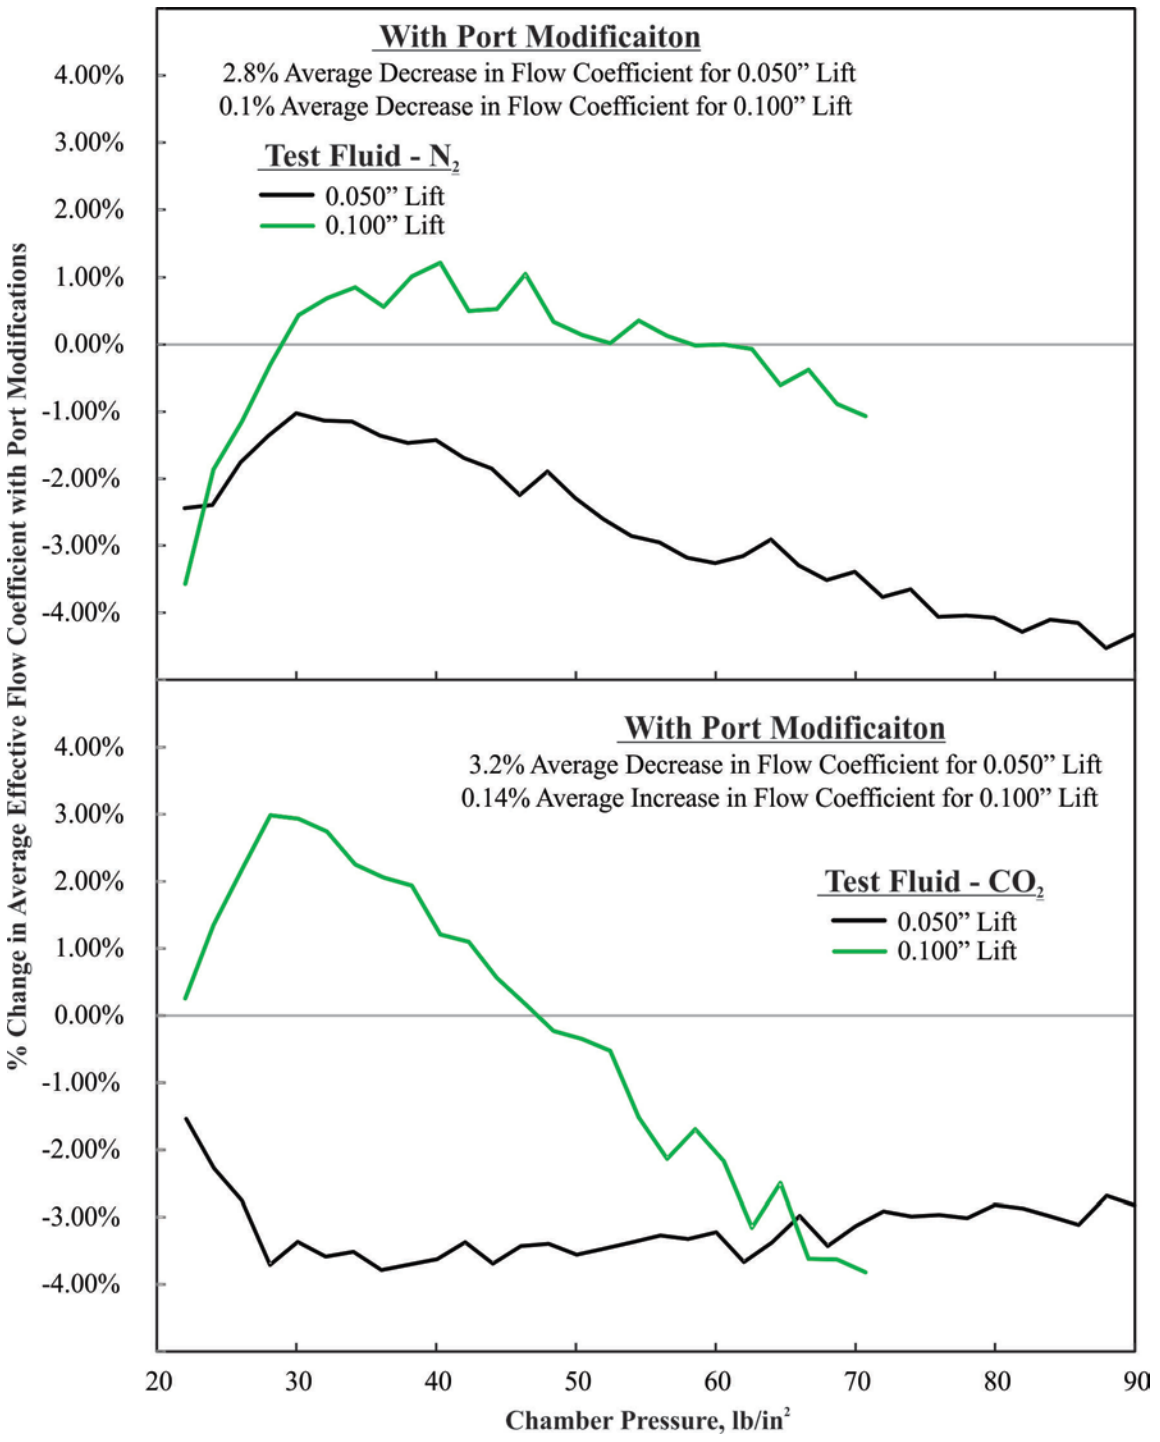 % Change in Average Effective Flow Coefficient with Port Modifications
With Port Modificaiton
2.8% Average Decrease in Flow Coefficient for 0.050” Lift
0.1% Average Decrease in Flow Coefficient for 0.100” Lift
Test Fluid - N₂
0.050” Lift
0.100” Lift
4.00%
3.00%
2.00%
1.00%
0.00%
-1.00%
-2.00%
-3.00%
-4.00%
With Port Modificaiton
3.2% Average Decrease in Flow Coefficient for 0.050” Lift
0.14% Average Increase in Flow Coefficient for 0.100” Lift
Test Fluid - CO₂
0.050” Lift
0.100” Lift
4.00%
3.00%
2.00%
1.00%
0.00%
-1.00%
-2.00%
-3.00%
-4.00%
20 30 40 50 60 70 80 90
Chamber Pressure, lb/in²